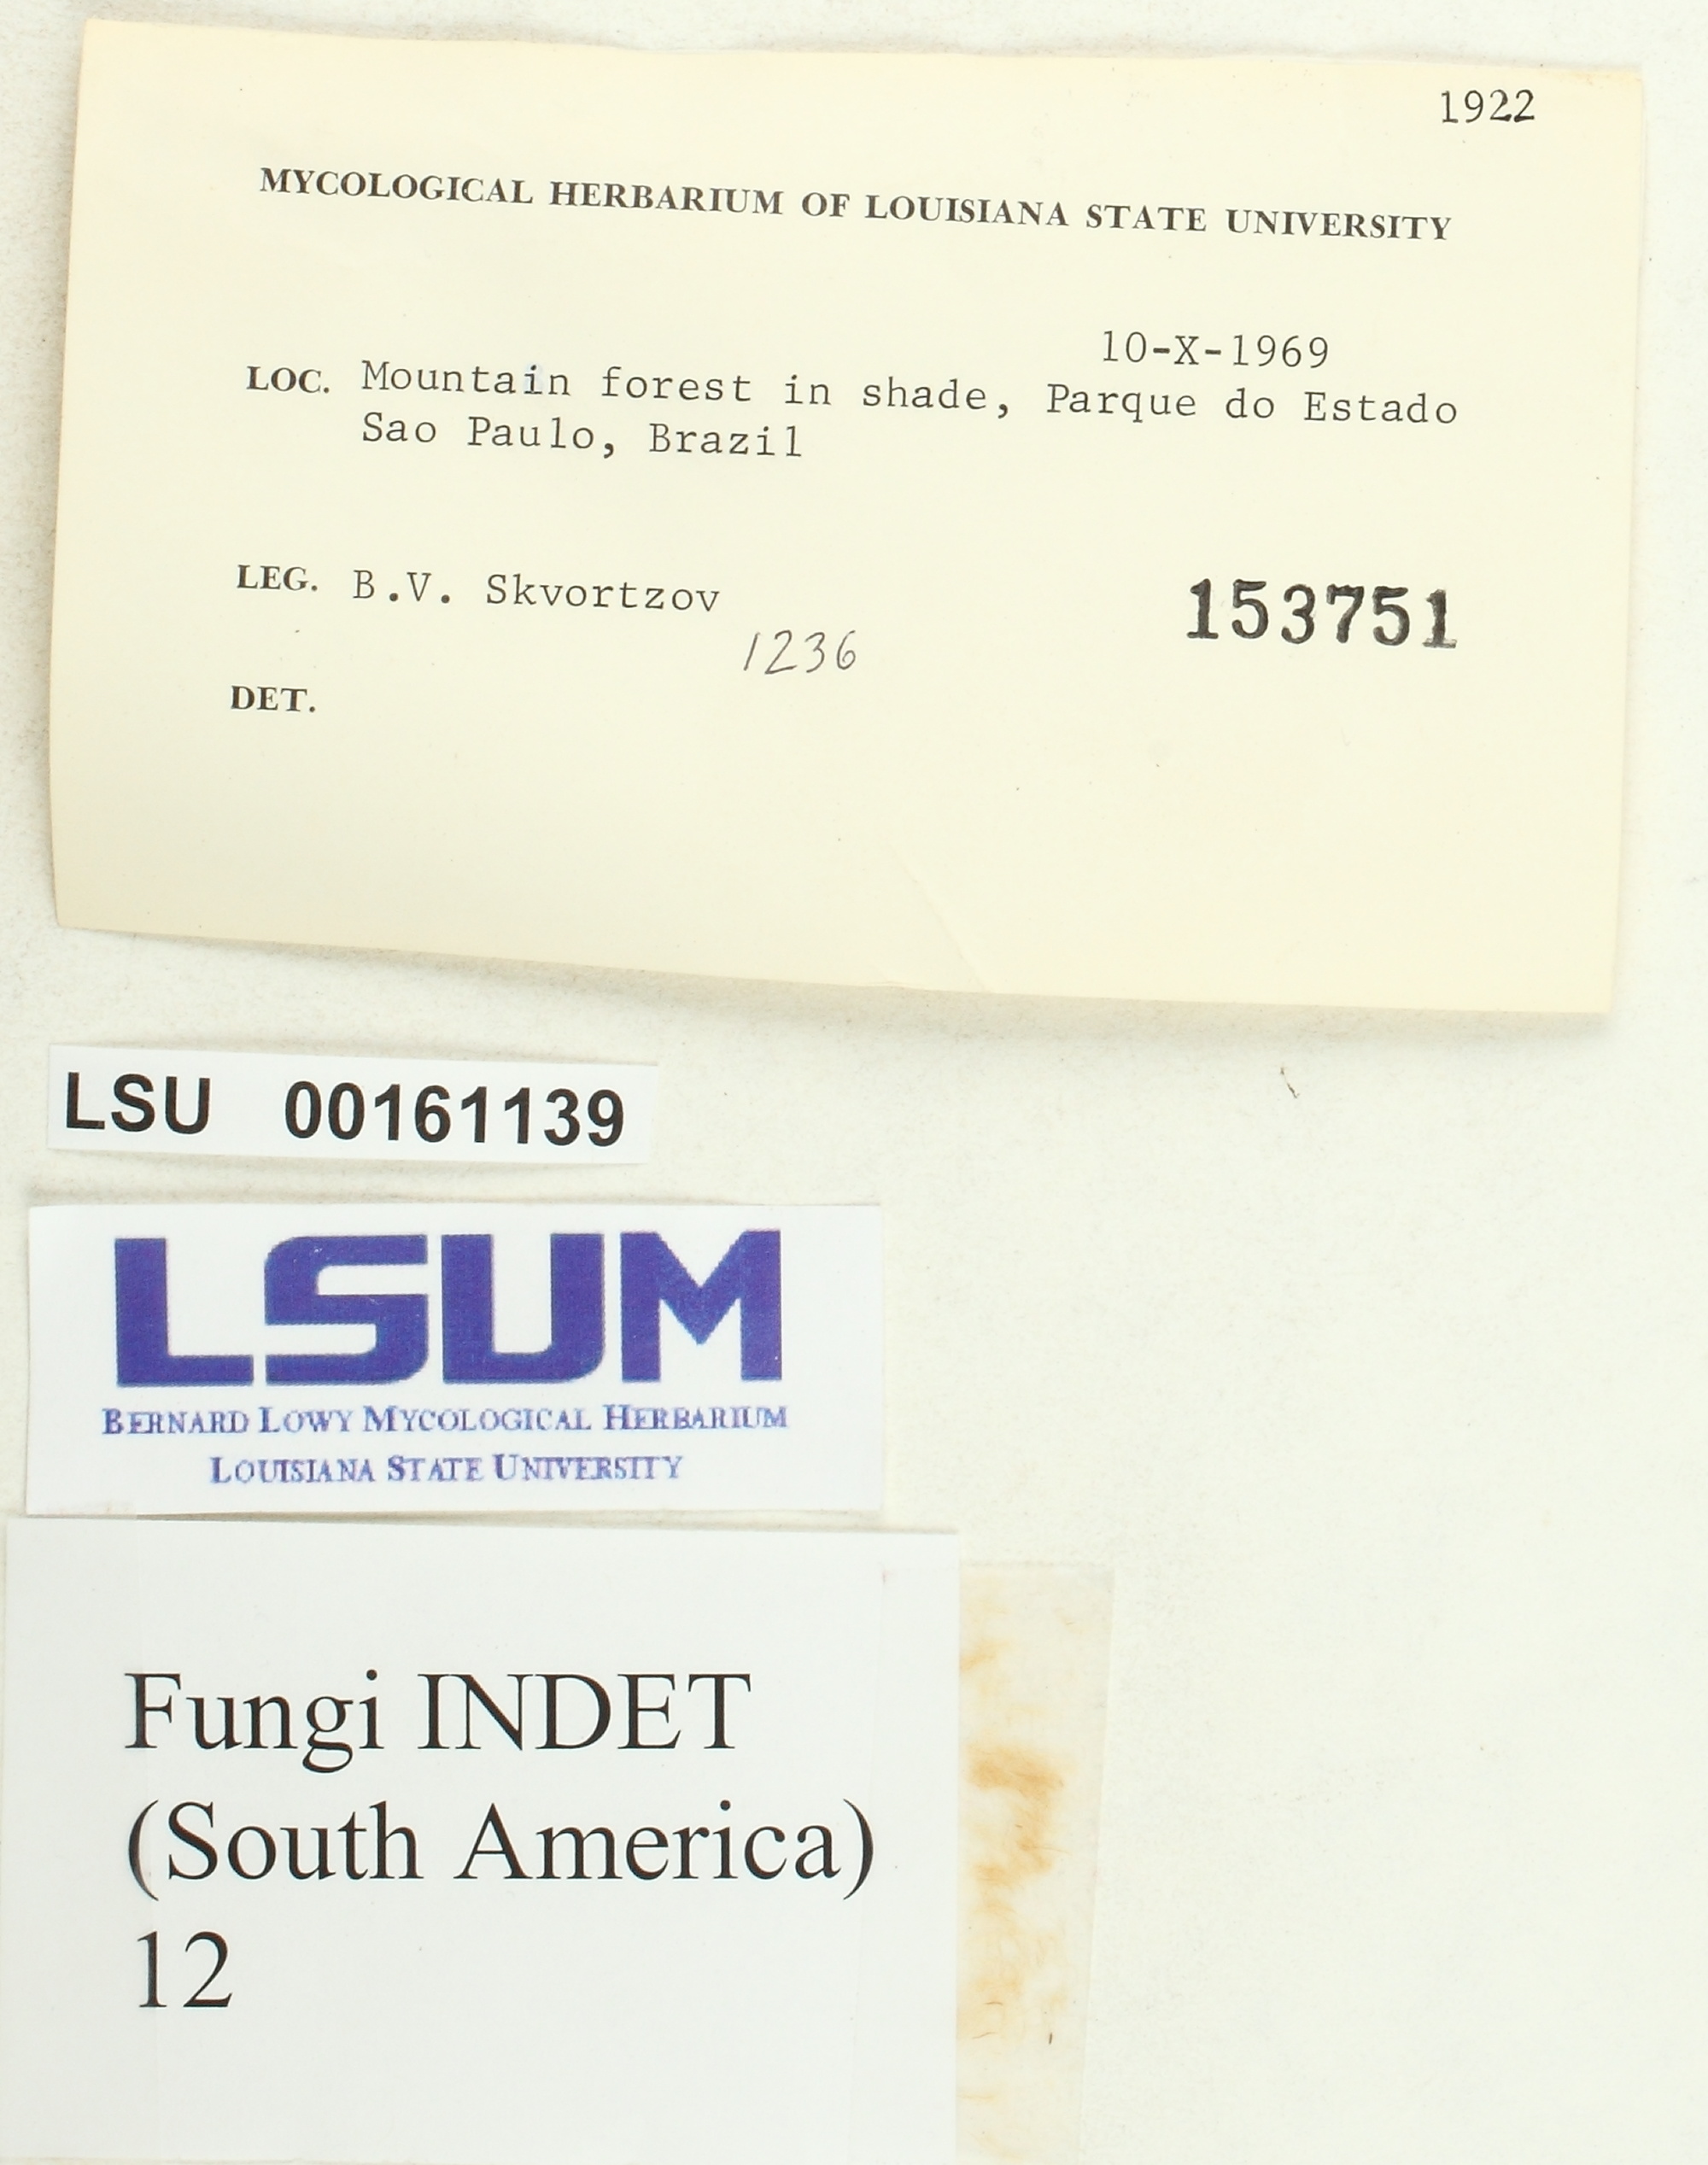 1922
MYCOLOGICAL HERBARIUM OF LOUISIANA STATE UNIVERSITY
10-X-1969
LOC. Mountain forest in shade, Parque do Estado
Sao Paulo, Brazil
LEG. B.V. Skvortzov
1236
153751
DET.
LSU 00161139
LSUM
BERNARD LOWY MYCOLOGICAL HERBARIUM
LOUISIANA STATE UNIVERSITY
Fungi INDET
(South America)
12